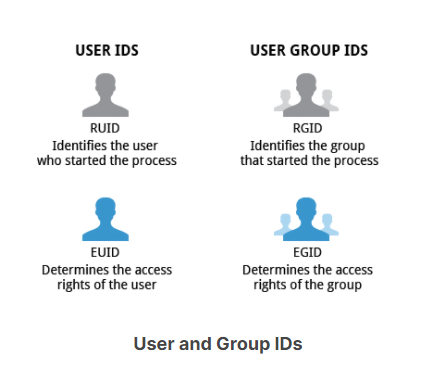 USER IDS
USER GROUP IDS
RUID
Identifies the user
who started the process
RGID
Identifies the group
that started the process
EUID
Determines the access
rights of the user
EGID
Determines the access
rights of the group
User and Group IDs